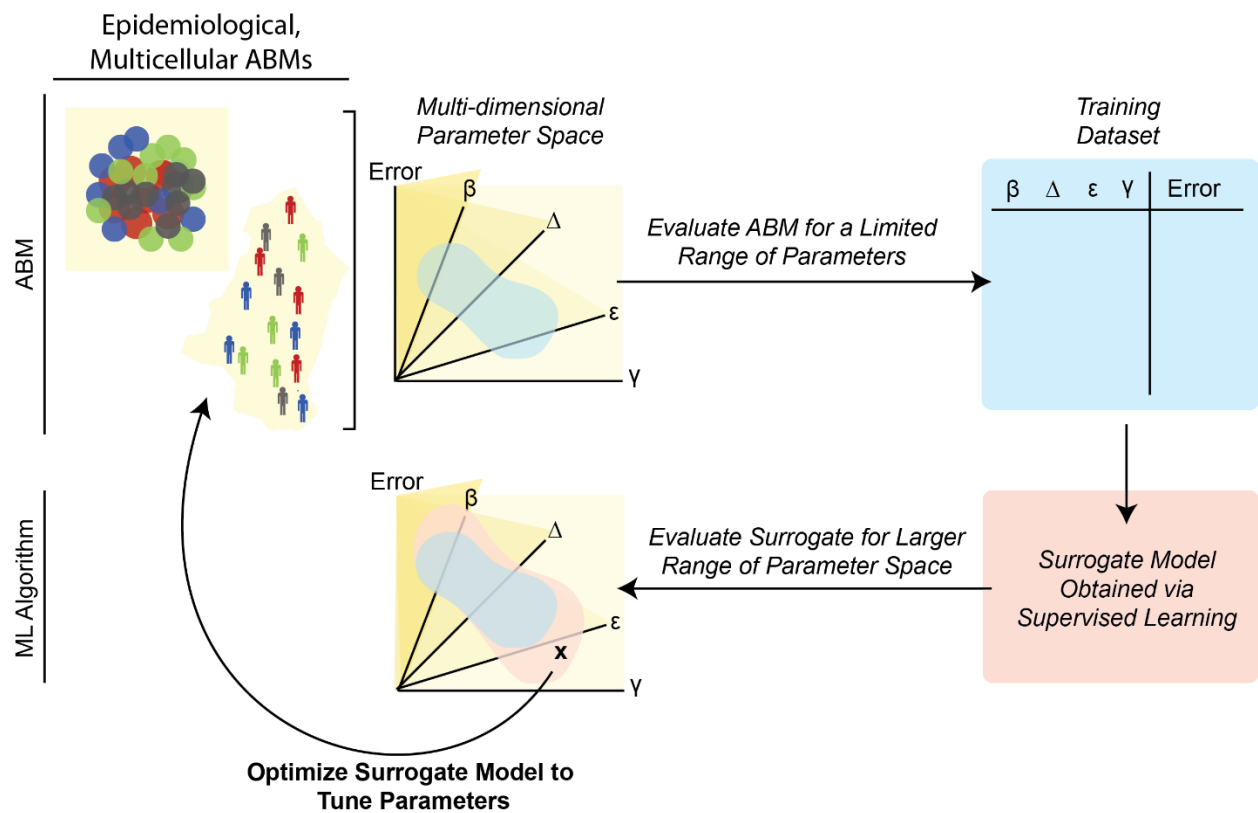 Epidemiological,
Multicellular ABMs
ABM
Multi-dimensional
Parameter Space
Error
β
Δ
ε
γ
Evaluate ABM for a Limited
Range of Parameters
Training
Dataset
β Δ ε γ Error
ML Algorithm
Error
β
Δ
ε
x
γ
Evaluate Surrogate for Larger
Range of Parameter Space
Surrogate Model
Obtained via
Supervised Learning
Optimize Surrogate Model to
Tune Parameters